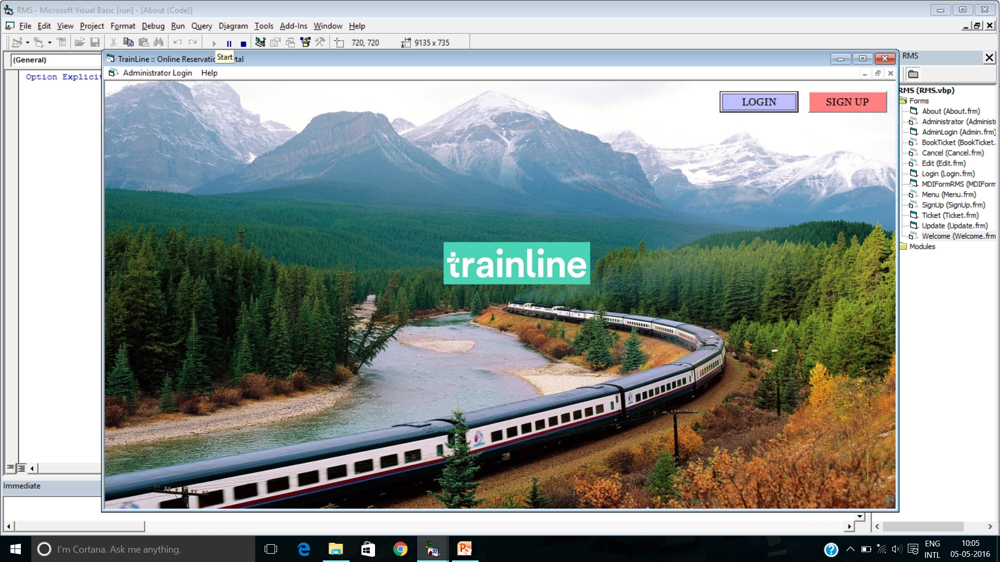 RMS - Microsoft Visual Basic [run] - [About (Code)]
File Edit View Project Format Debug Run Query Diagram Tools Add-Ins Window Help
720, 720 9135 x 735
(General)
Option Explicit
Start
TrainLine :: Online Reservatio tal
Administrator Login Help
LOGIN SIGN UP
trainline
RMS
RMS (RMS.vbp)
Forms
About (About.frm)
Administrator (Administ
AdminLogin (Admin.frm)
BookTicket (BookTicket.
Cancel (Cancel.frm)
Edit (Edit.frm)
Login (Login.frm)
MDIFormRMS (MDIForm
Menu (Menu.frm)
SignUp (SignUp.frm)
Ticket (Ticket.frm)
Update (Update.frm)
Welcome (Welcome.frm
Modules
Immediate
I'm Cortana. Ask me anything.
ENG
INTL
10:05
05-05-2016